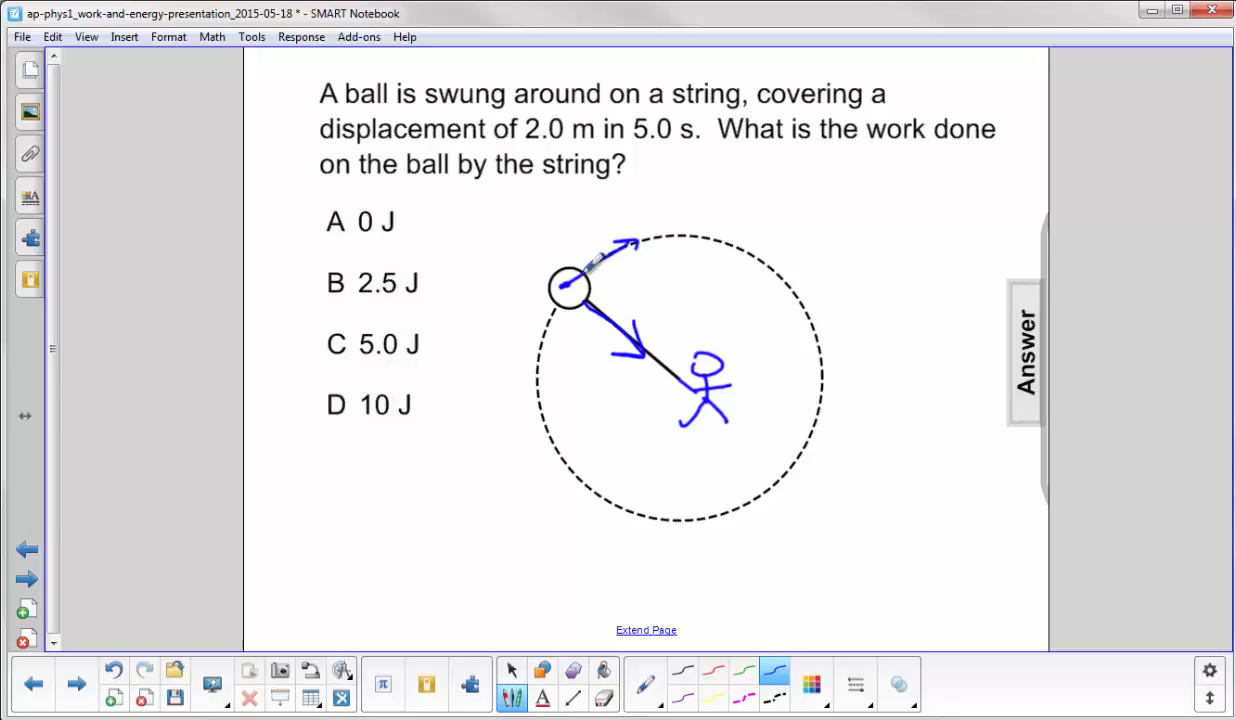 ap-phys1_work-and-energy-presentation_2015-05-18 * - SMART Notebook
File Edit View Insert Format Math Tools Response Add-ons Help
A ball is swung around on a string, covering a
displacement of 2.0 m in 5.0 s. What is the work done
on the ball by the string?
A 0 J
B 2.5 J
C 5.0 J
D 10 J
Answer
Extend Page